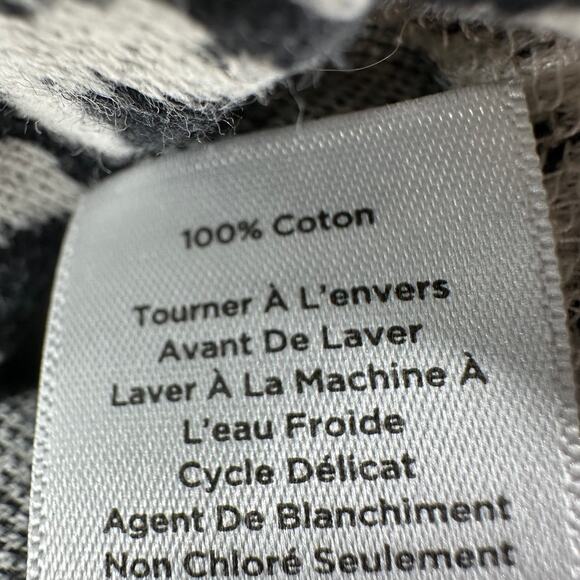 100% Coton
Tourner À L'envers
Avant De Laver
Laver À La Machine À
L'eau Froide
Cycle Délicat
Agent De Blanchiment
Non Chloré Seulement